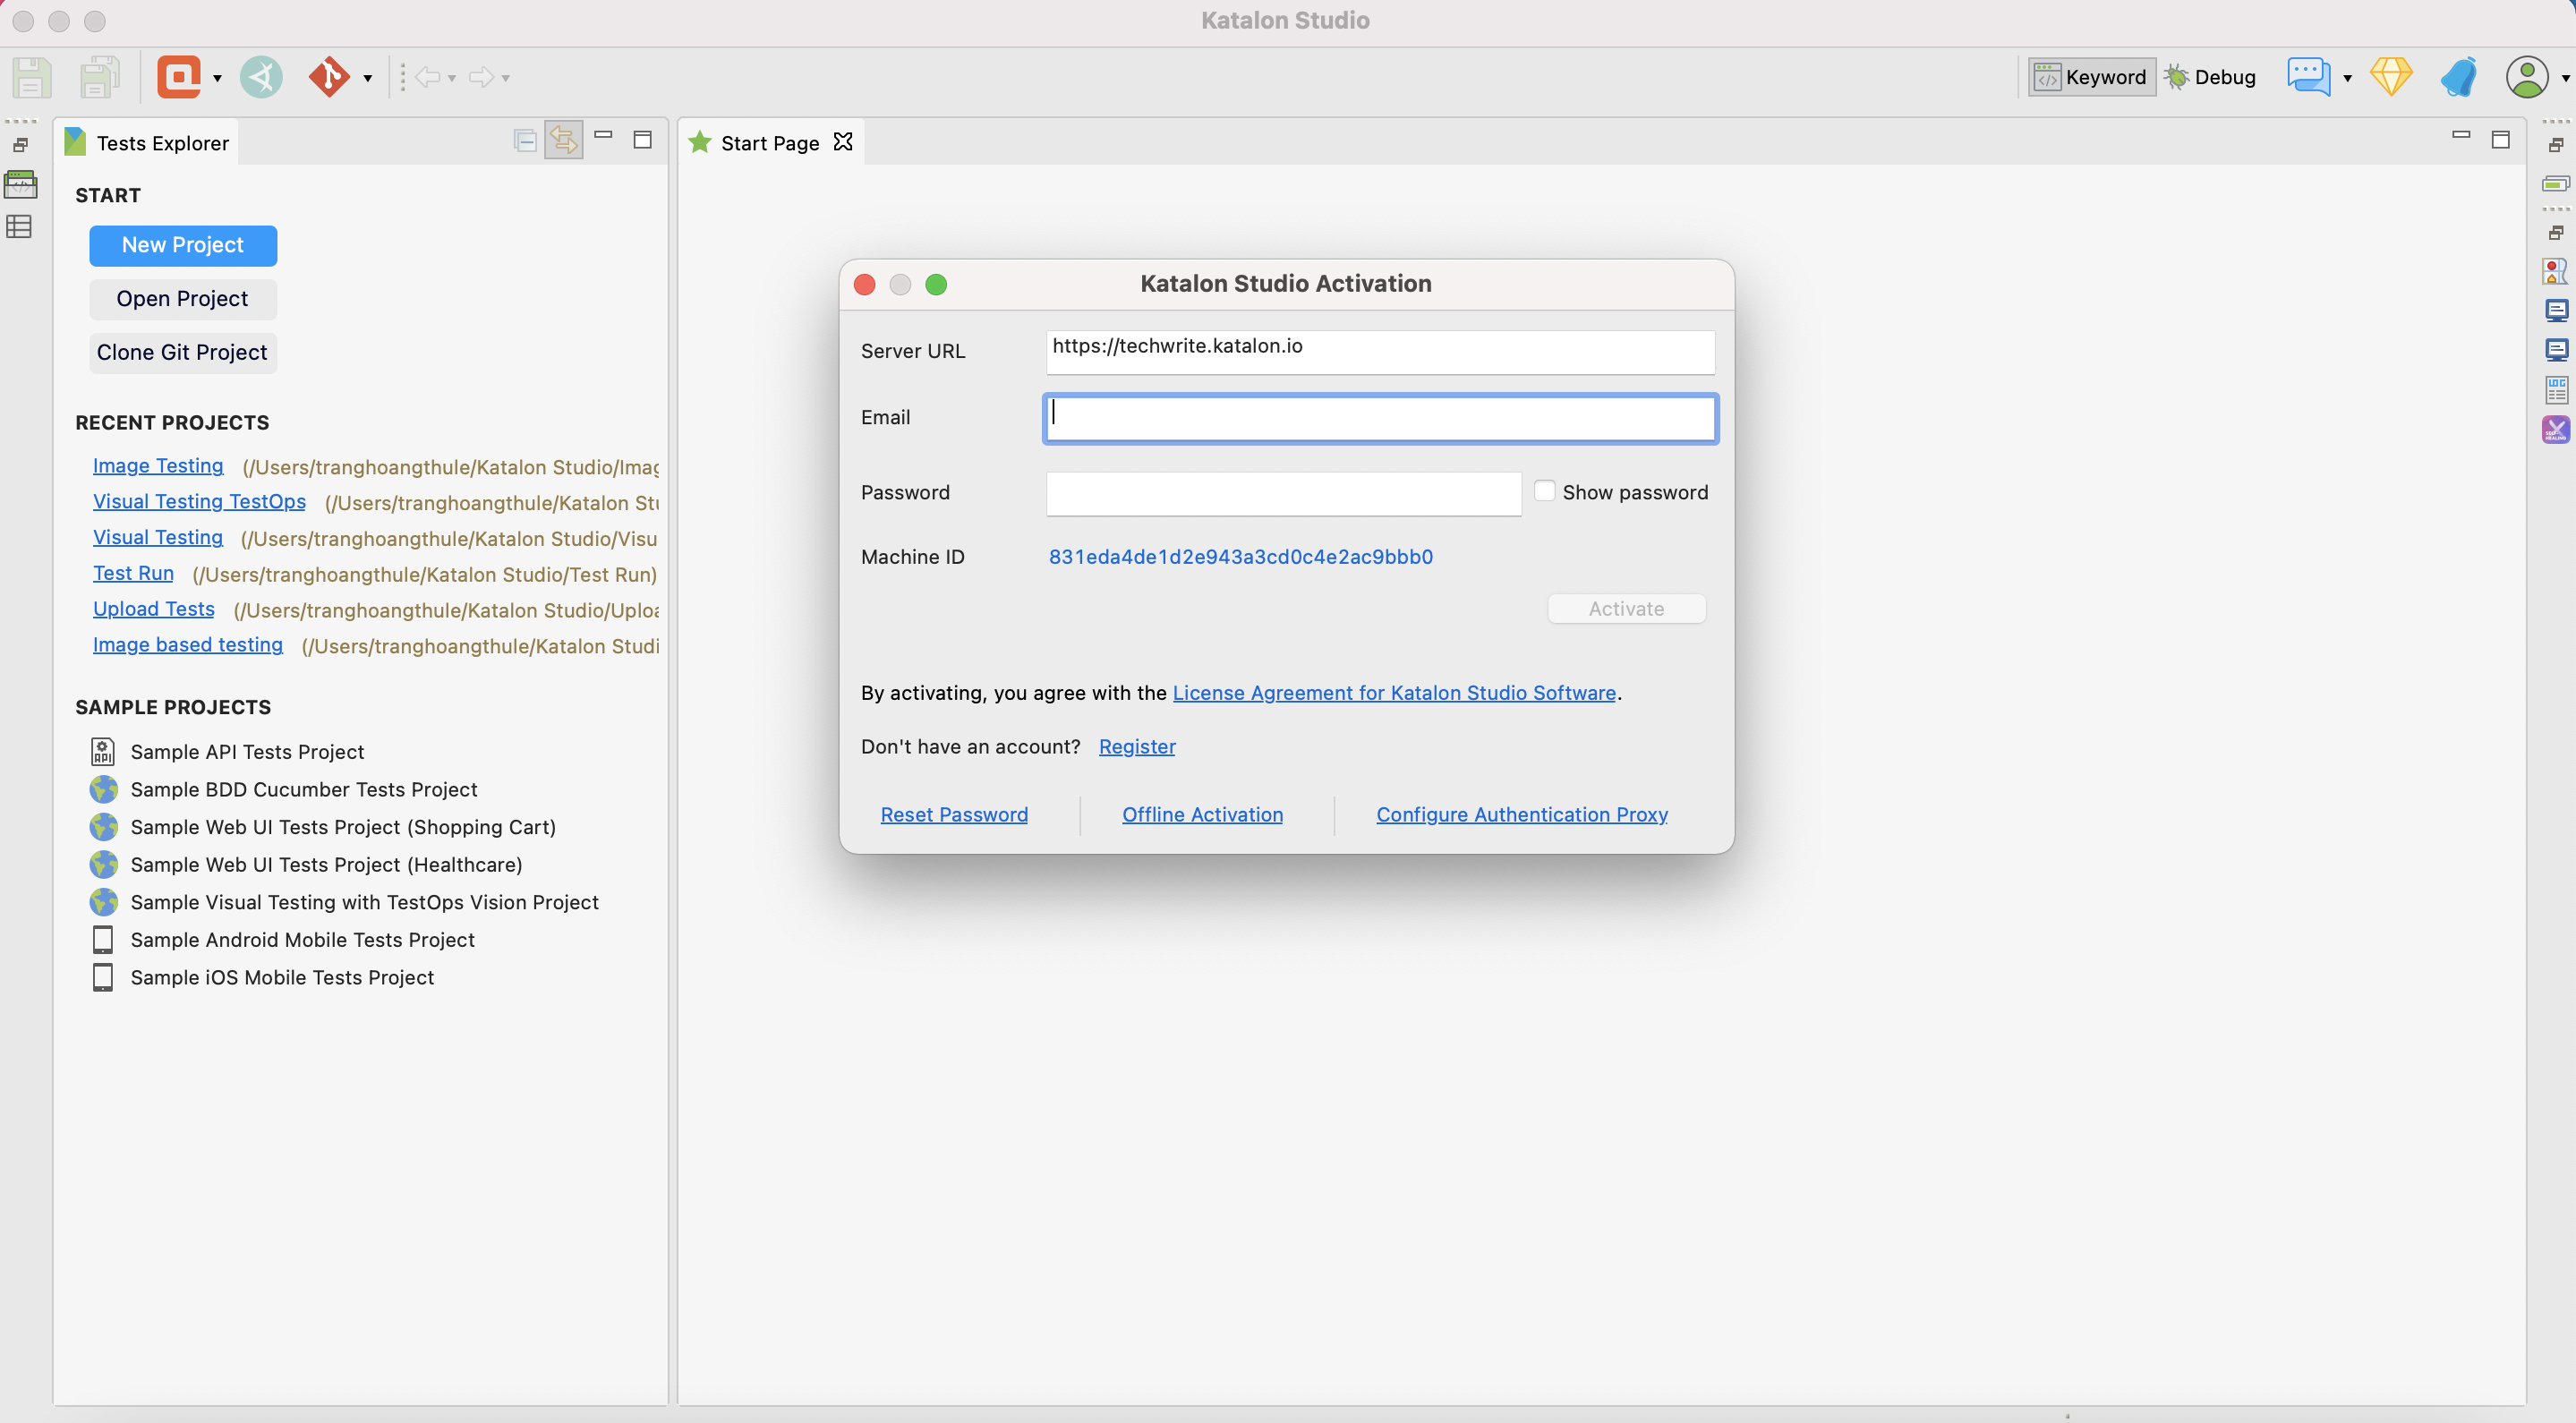 Katalon Studio
Keyword
Debug
Tests Explorer
Start Page
START
New Project
Open Project
Clone Git Project
RECENT PROJECTS
Image Testing (/Users/tranghoangthule/Katalon Studio/Imag
Visual Testing TestOps (/Users/tranghoangthule/Katalon Stu
Visual Testing (/Users/tranghoangthule/Katalon Studio/Visu
Test Run (/Users/tranghoangthule/Katalon Studio/Test Run)
Upload Tests (/Users/tranghoangthule/Katalon Studio/Uploa
Image based testing (/Users/tranghoangthule/Katalon Studi
SAMPLE PROJECTS
API
Sample API Tests Project
Sample BDD Cucumber Tests Project
Sample Web UI Tests Project (Shopping Cart)
Sample Web UI Tests Project (Healthcare)
Sample Visual Testing with TestOps Vision Project
Sample Android Mobile Tests Project
Sample iOS Mobile Tests Project
Katalon Studio Activation
Server URL https://techwrite.katalon.io
Email
Password Show password
Machine ID 831eda4de1d2e943a3cd0c4e2ac9bbb0
Activate
By activating, you agree with the License Agreement for Katalon Studio Software.
Don't have an account? Register
Reset Password Offline Activation Configure Authentication Proxy
LOG